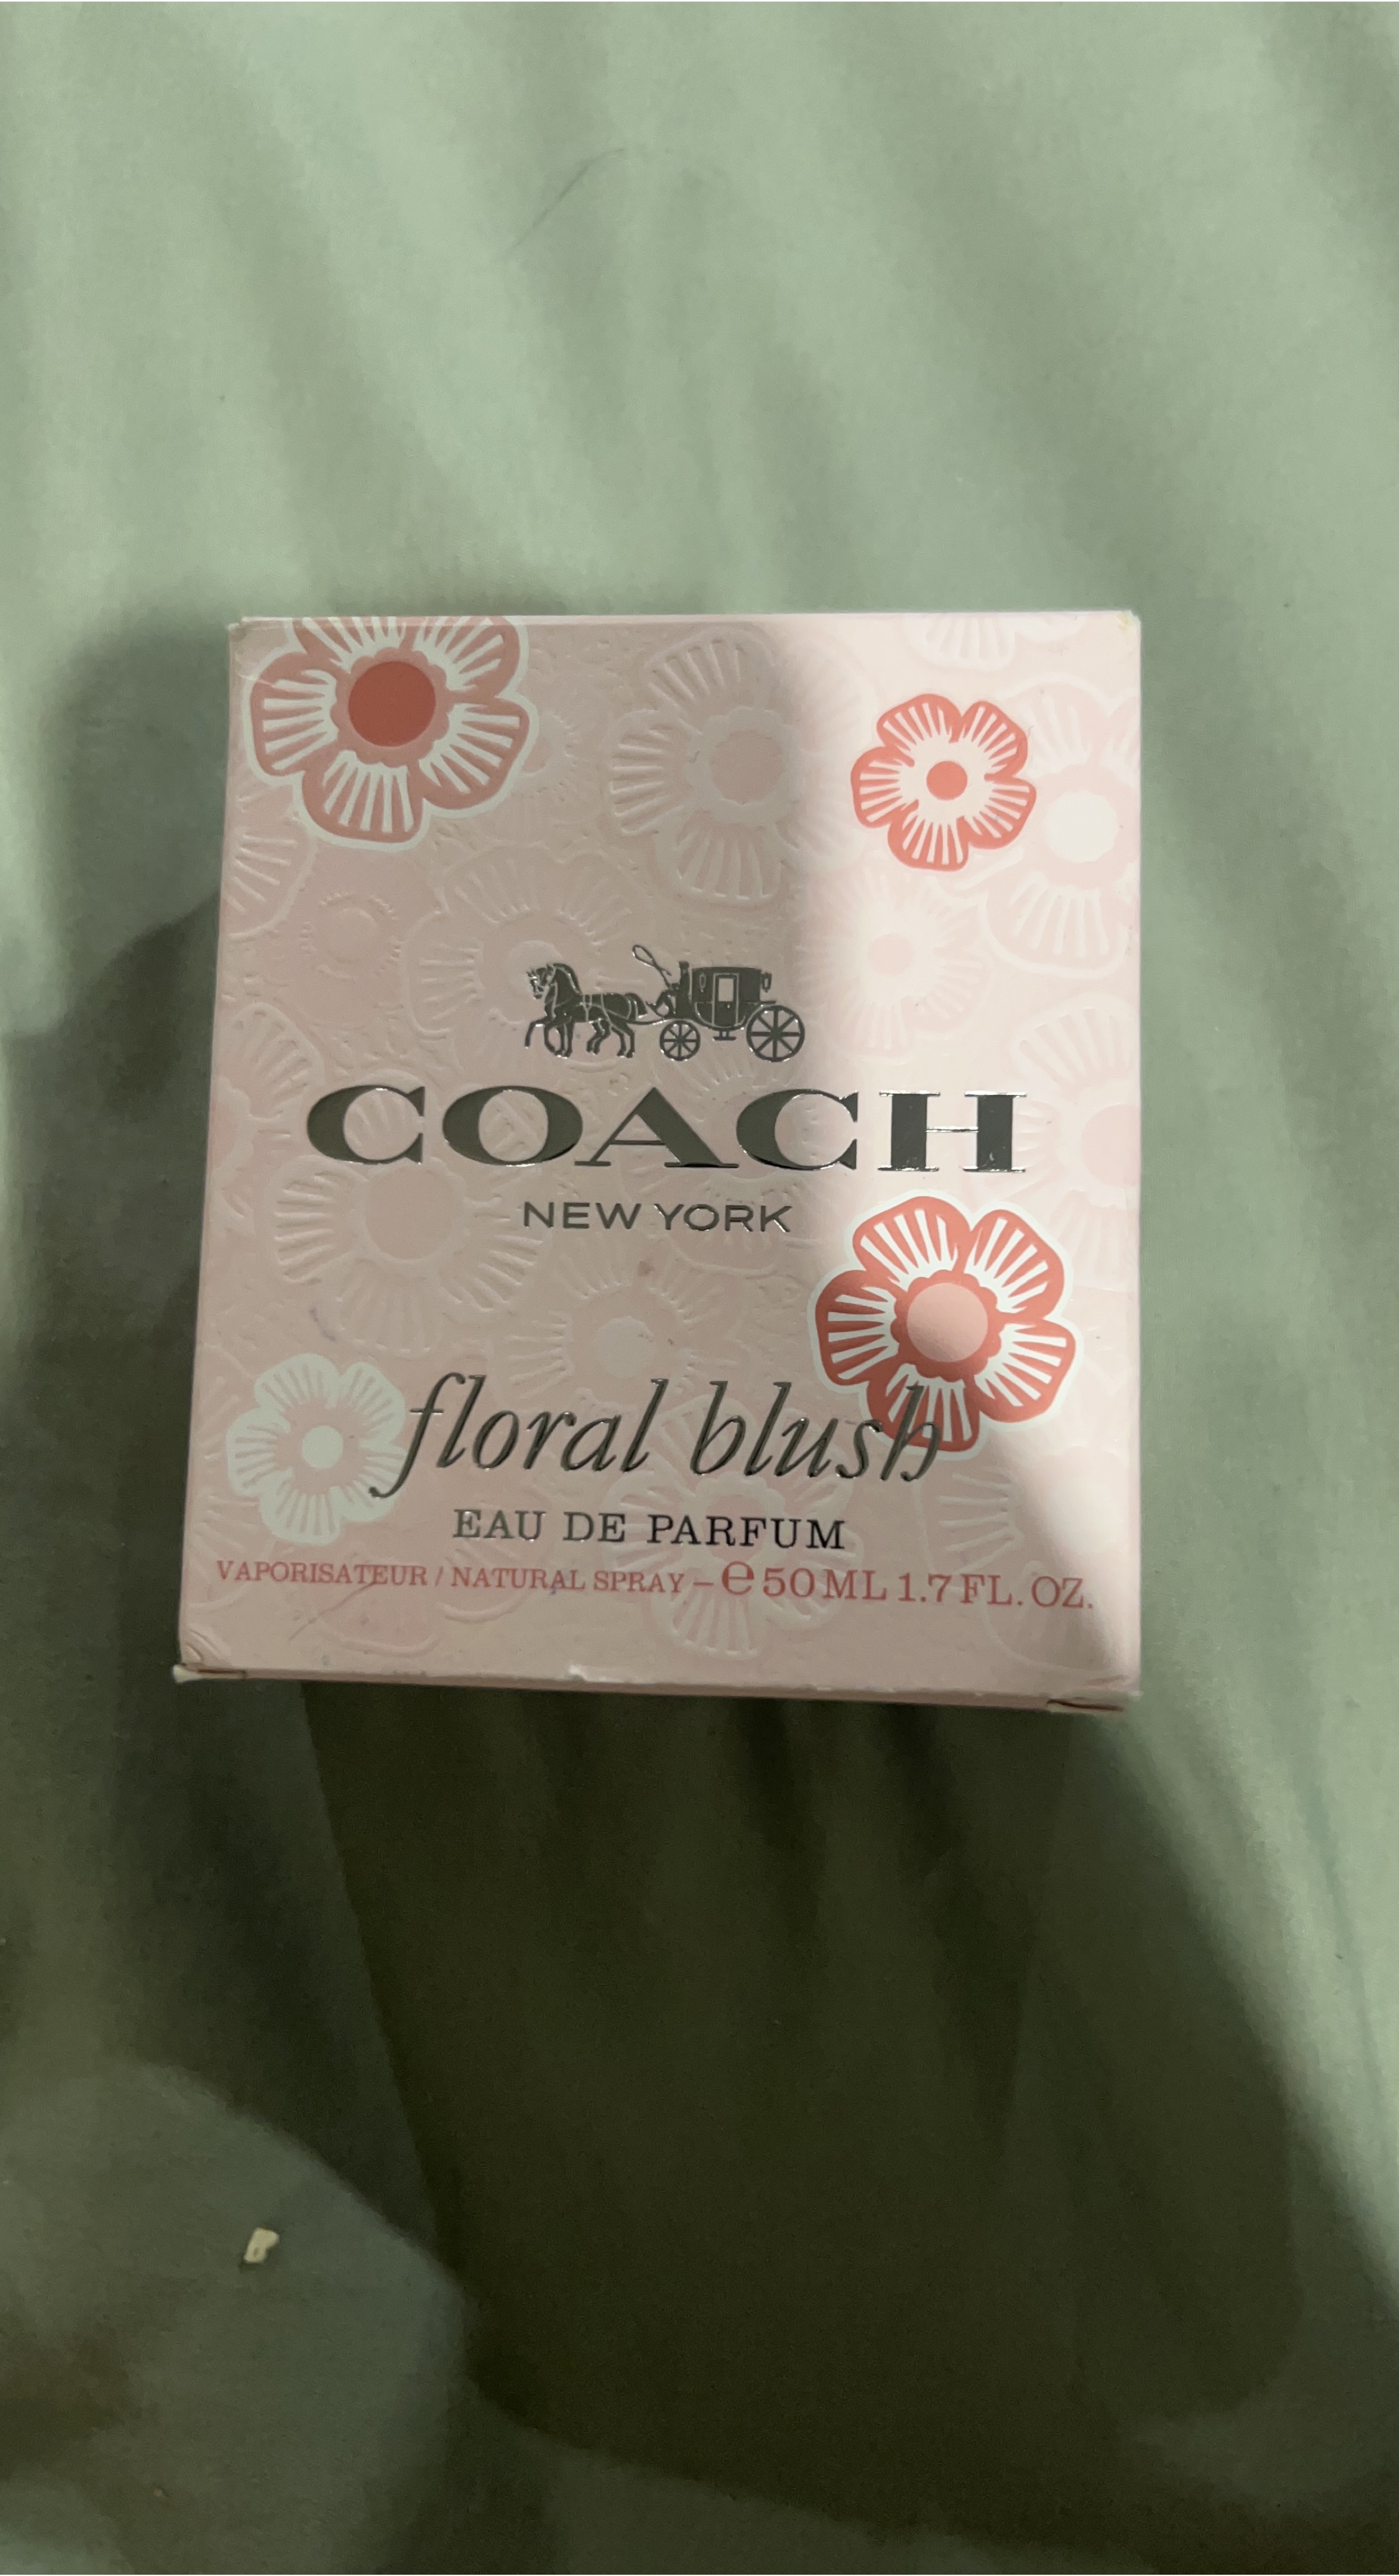 COACH
NEW YORK
floral blush
EAU DE PARFUM
VAPORISATEUR / NATURAL SPRAY – e 50 ML 1.7 FL. OZ.